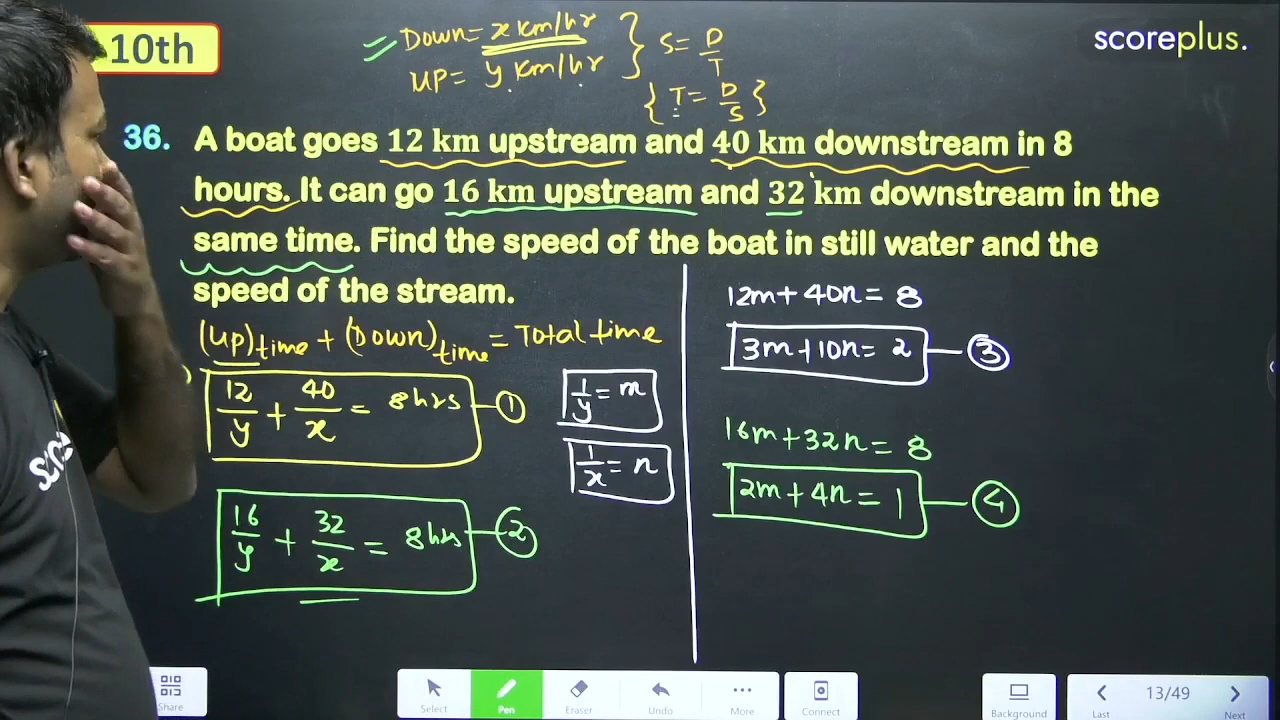 10th
Down = x km/hr
UP = y km/hr
S = D/T
{ T = D/S }
scoreplus.
36. A boat goes 12 km upstream and 40 km downstream in 8
hours. It can go 16 km upstream and 32 km downstream in the
same time. Find the speed of the boat in still water and the
speed of the stream.
(Up)time + (Down)time = Total time
12/y + 40/x = 8hrs ①
16/y + 32/x = 8hrs ②
1/y = m
1/x = n
12m + 40n = 8
3m + 10n = 2 ③
16m + 32n = 8
2m + 4n = 1 ④
Share
Select
Pen
Eraser
Undo
More
Connect
Background
Last
13/49
Next